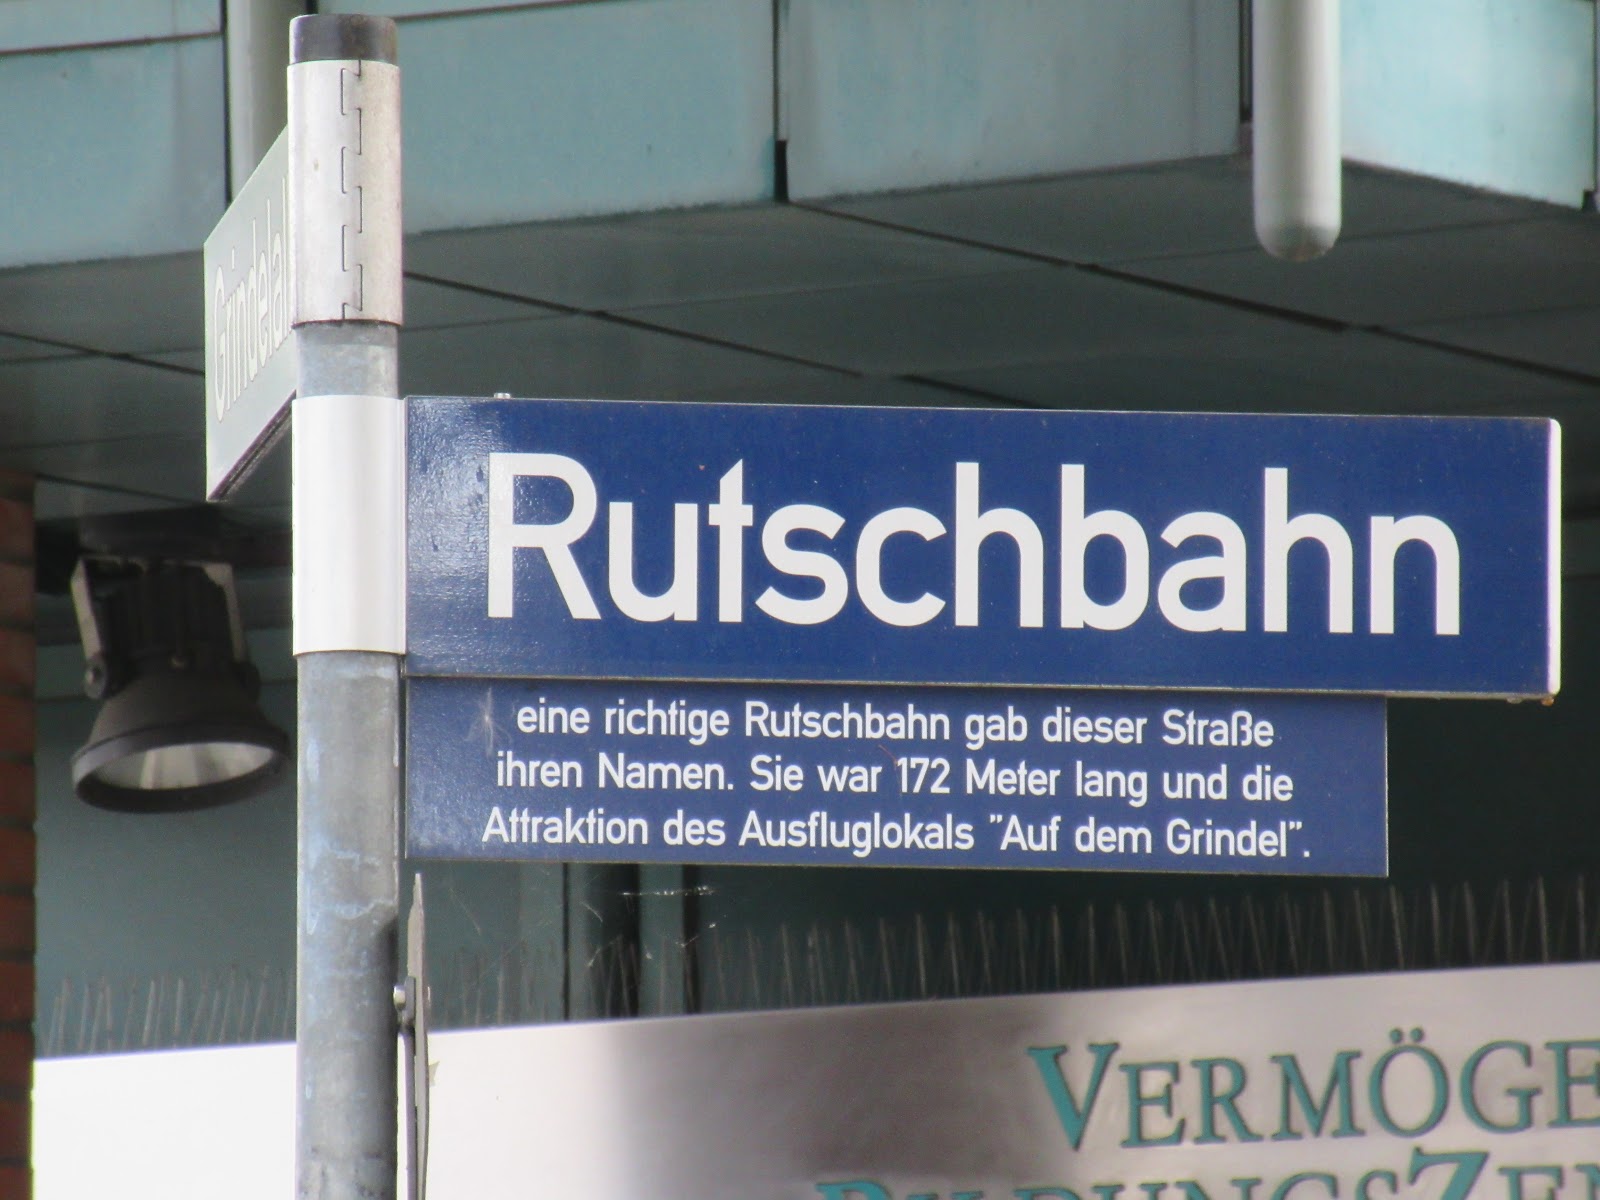 Grindelal
Rutschbahn
eine richtige Rutschbahn gab dieser Straße
ihren Namen. Sie war 172 Meter lang und die
Attraktion des Ausfluglokals "Auf dem Grindel".
VERMÖGE
BILDUNGSZEN